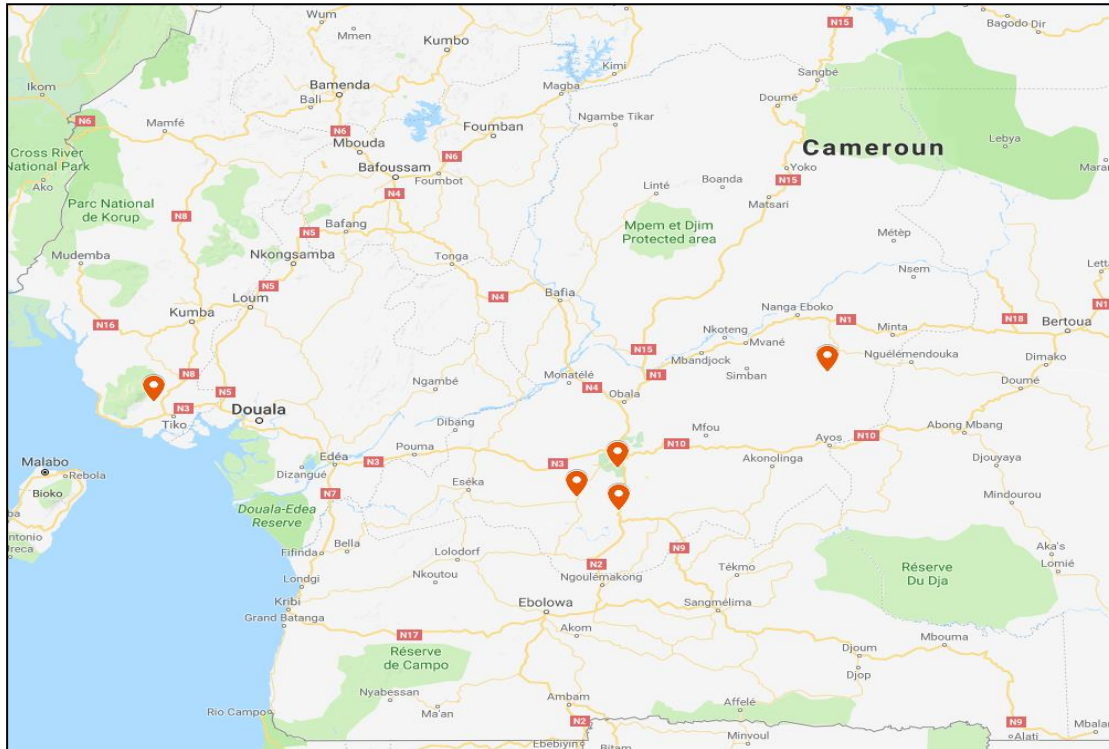 Wum
Mmen
Kumbo
N15
Bagodo Dir
Ikom
Bamenda
Bali
Kimi
Magba
Sangbé
Doumé
N6
Mamfé
N6
Mbouda
Foumban
Ngambe Tikar
Lebya
Cross River
National Park
Ako
Bafoussam
N6
Foumbot
Cameroun
Yoko
N15
Parc National
de Korup
N8
N4
Linté
Boanda
Matsari
Bafang
N5
Mpem et Djim
Protected area
Métèp
Mudemba
Nkongsamba
Tonga
Nsem
N5
Loum
N4
Bafia
Nanga Eboko
N16
Kumba
Nkoteng
N1
N18
Bertoua
Minta
Mvané
N15
Mbandjock
Simban
Nguélémendouka
Dimako
N8
N5
Ngambé
Monatélé
N1
N4
Obala
Doumé
N3
Tiko
Douala
Dibang
Mfou
Ayos
N10
Abong Mbang
Pouma
N10
Malabo
Rebola
Edéa
N3
N3
Akonolinga
Djouyaya
Dizangué
Eséka
Bioko
N7
Mindourou
Douala-Edea
Reserve
Bella
Fifinda
Lolodorf
N9
Aka's
Lomié
N2
Tékmo
Réserve
Du Dja
Londgi
Nkoutou
Ngoulémakong
Kribi
Grand Batanga
Ebolowa
Sangmélima
Akom
N17
Mbouma
Réserve
de Campo
Djoum
Djop
Nyabessan
Ambam
Affelé
Rio Campo
Ma'an
N2
N9
Alati
Ebebiyin
Bitam
Minvoul